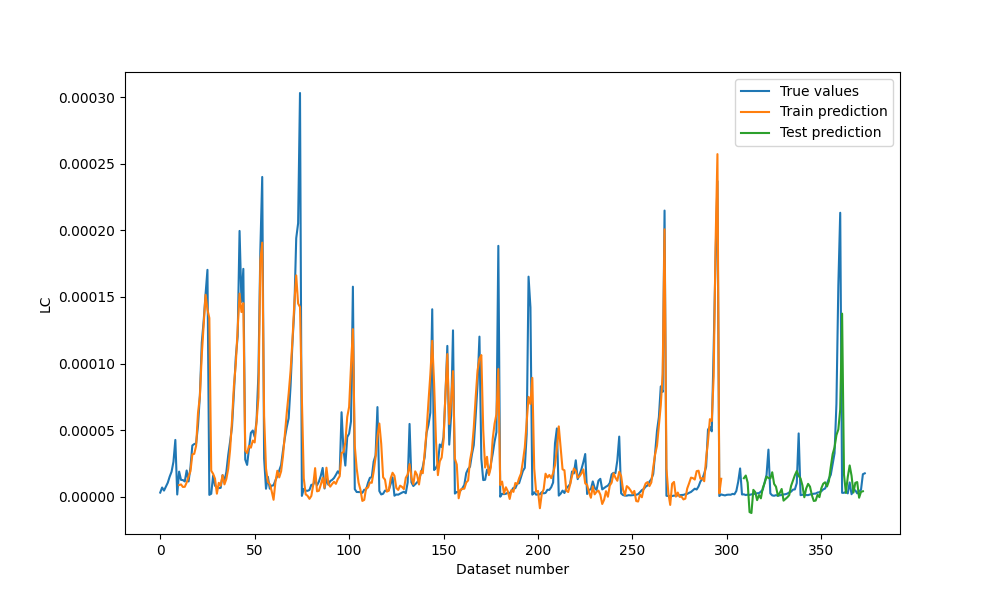 True values
Train prediction
Test prediction
LC
0.00030
0.00025
0.00020
0.00015
0.00010
0.00005
0.00000
0 50 100 150 200 250 300 350
Dataset number